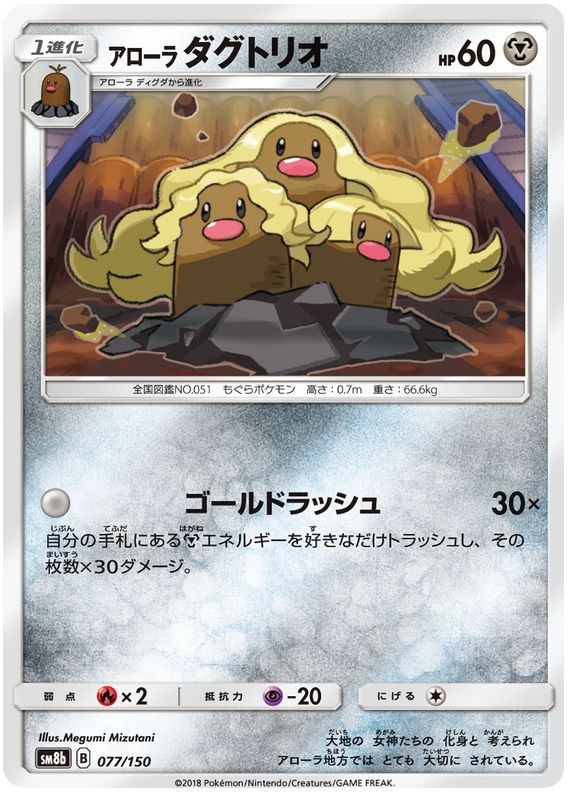 1進化
アローラ ダグトリオ HP60
アローラ ディグダから進化
全国図鑑NO.051 もぐらポケモン 高さ：0.7m 重さ：66.6kg
ゴールドラッシュ 30×
自分の手札にあるエネルギーを好きなだけトラッシュし、その
枚数×30ダメージ。
弱点 ×2 抵抗力 -20 にげる
Illus.Megumi Mizutani
大地の 女神たちの 化身と 考えられ
アローラ地方では とても 大切に されている。
SM8b B 077/150
©2018 Pokémon/Nintendo/Creatures/GAME FREAK.